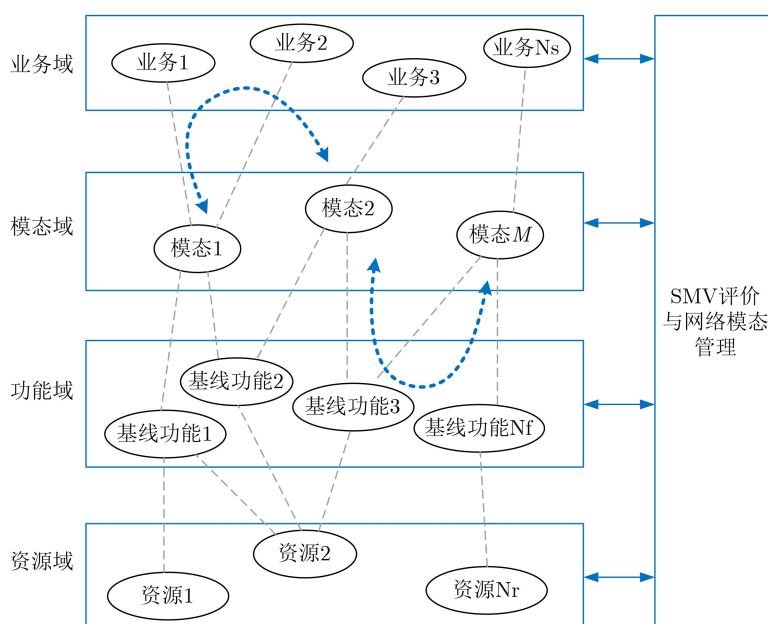 业务域
业务1
业务2
业务3
业务Ns
模态域
模态1
模态2
模态M
功能域
基线功能1
基线功能2
基线功能3
基线功能Nf
资源域
资源1
资源2
资源Nr
SMV评价
与网络模态
管理